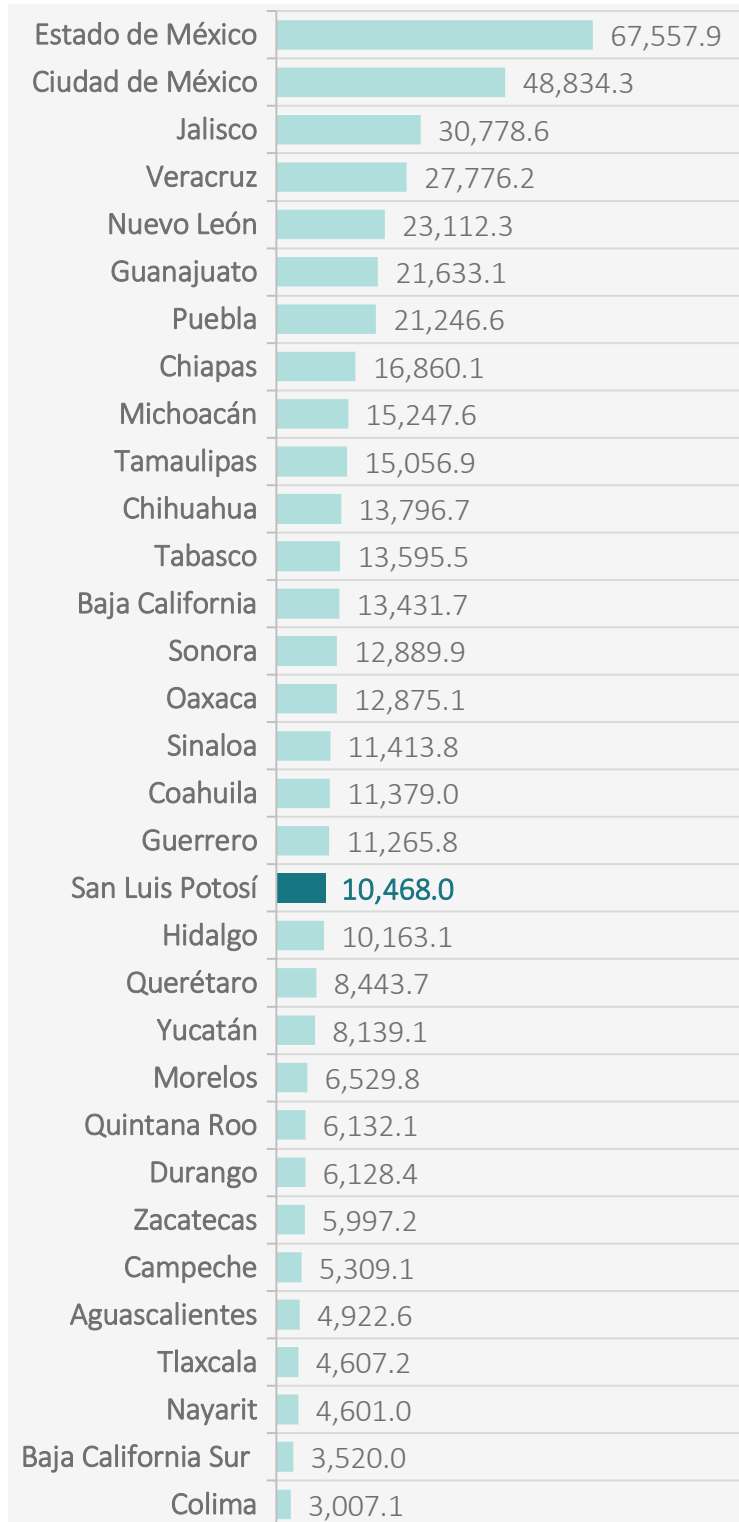 Estado de México 67,557.9
Ciudad de México 48,834.3
Jalisco 30,778.6
Veracruz 27,776.2
Nuevo León 23,112.3
Guanajuato 21,633.1
Puebla 21,246.6
Chiapas 16,860.1
Michoacán 15,247.6
Tamaulipas 15,056.9
Chihuahua 13,796.7
Tabasco 13,595.5
Baja California 13,431.7
Sonora 12,889.9
Oaxaca 12,875.1
Sinaloa 11,413.8
Coahuila 11,379.0
Guerrero 11,265.8
San Luis Potosí 10,468.0
Hidalgo 10,163.1
Querétaro 8,443.7
Yucatán 8,139.1
Morelos 6,529.8
Quintana Roo 6,132.1
Durango 6,128.4
Zacatecas 5,997.2
Campeche 5,309.1
Aguascalientes 4,922.6
Tlaxcala 4,607.2
Nayarit 4,601.0
Baja California Sur 3,520.0
Colima 3,007.1